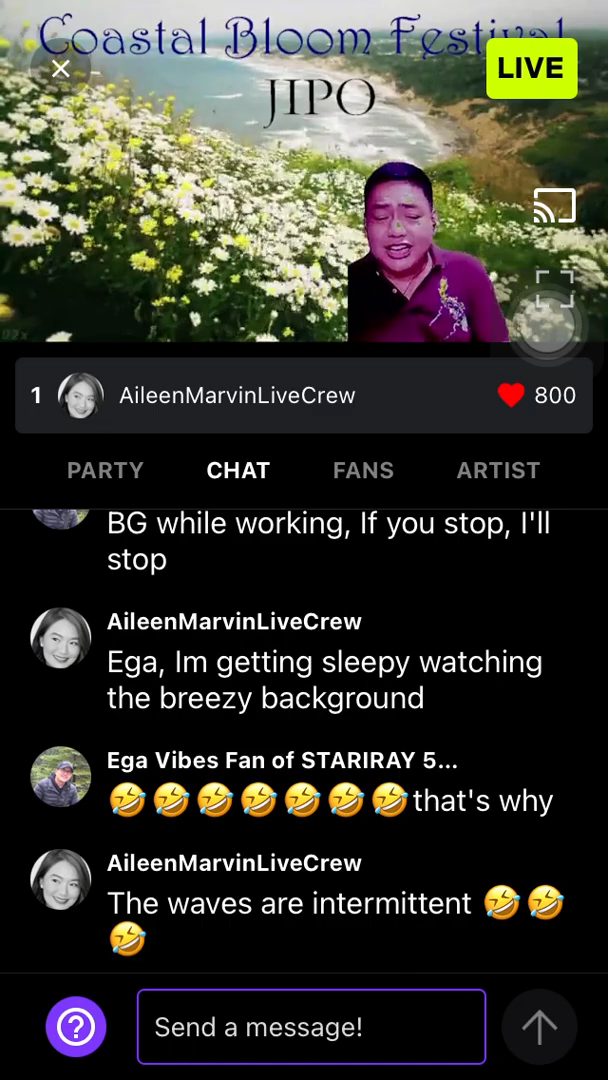 Coastal Bloom Festival
LIVE
JIPO
1 AileenMarvinLiveCrew 800
PARTY CHAT FANS ARTIST
BG while working, If you stop, I'll
stop
AileenMarvinLiveCrew
Ega, Im getting sleepy watching
the breezy background
Ega Vibes Fan of STARIRAY 5...
🤣🤣🤣🤣🤣🤣🤣that's why
AileenMarvinLiveCrew
The waves are intermittent 🤣🤣
🤣
Send a message!